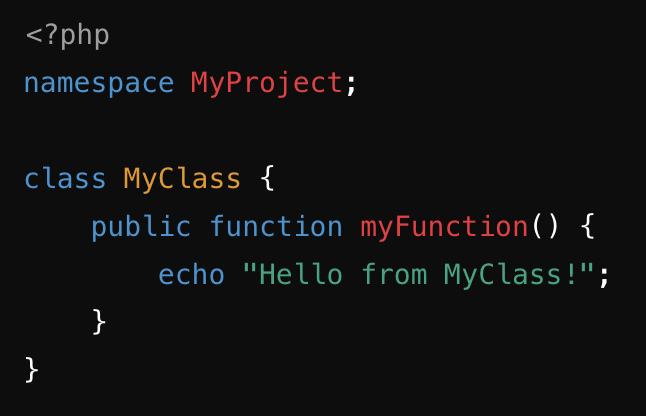 <?php
namespace MyProject;

class MyClass {
    public function myFunction() {
        echo "Hello from MyClass!";
    }
}